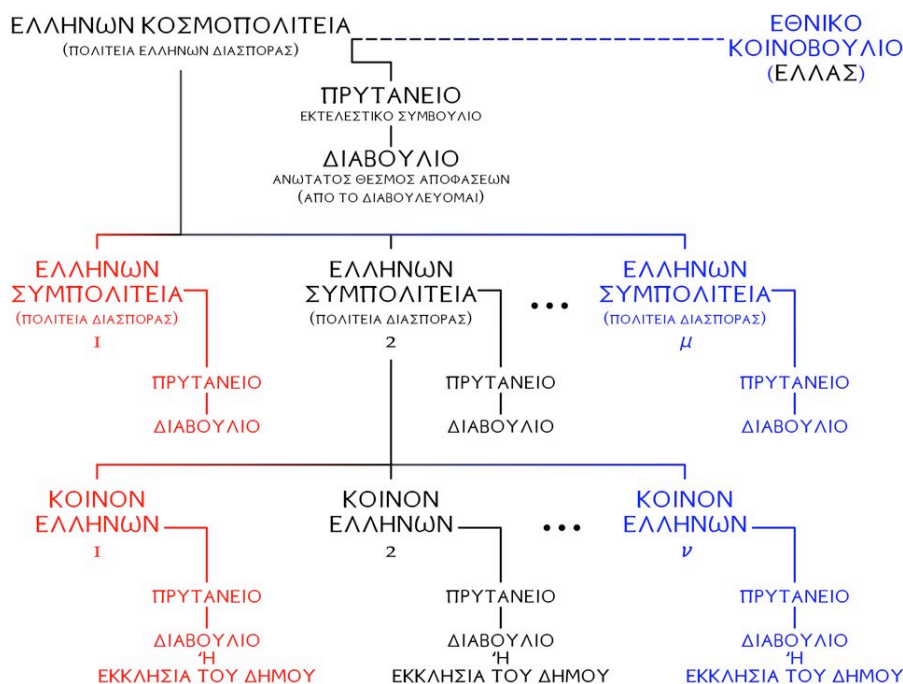 ΕΛΛΗΝΩΝ ΚΟΣΜΟΠΟΛΙΤΕΙΑ
(ΠΟΛΙΤΕΙΑ ΕΛΛΗΝΩΝ ΔΙΑΣΠΟΡΑΣ)
ΕΘΝΙΚΟ
ΚΟΙΝΟΒΟΥΛΙΟ
(ΕΛΛΑΣ)
ΠΡΥΤΑΝΕΙΟ
ΕΚΤΕΛΕΣΤΙΚΟ ΣΥΜΒΟΥΛΙΟ
ΔΙΑΒΟΥΛΙΟ
ΑΝΩΤΑΤΟΣ ΘΕΣΜΟΣ ΑΠΟΦΑΣΕΩΝ
(ΑΠΟ ΤΟ ΔΙΑΒΟΥΛΕΥΟΜΑΙ)
ΕΛΛΗΝΩΝ
ΣΥΜΠΟΛΙΤΕΙΑ
(ΠΟΛΙΤΕΙΑ ΔΙΑΣΠΟΡΑΣ)
1
ΠΡΥΤΑΝΕΙΟ
ΔΙΑΒΟΥΛΙΟ
ΕΛΛΗΝΩΝ
ΣΥΜΠΟΛΙΤΕΙΑ
(ΠΟΛΙΤΕΙΑ ΔΙΑΣΠΟΡΑΣ)
2
ΠΡΥΤΑΝΕΙΟ
ΔΙΑΒΟΥΛΙΟ
•••
ΕΛΛΗΝΩΝ
ΣΥΜΠΟΛΙΤΕΙΑ
(ΠΟΛΙΤΕΙΑ ΔΙΑΣΠΟΡΑΣ)
μ
ΠΡΥΤΑΝΕΙΟ
ΔΙΑΒΟΥΛΙΟ
ΚΟΙΝΟΝ
ΕΛΛΗΝΩΝ
1
ΠΡΥΤΑΝΕΙΟ
ΔΙΑΒΟΥΛΙΟ
Ή
ΕΚΚΛΗΣΙΑ ΤΟΥ ΔΗΜΟΥ
ΚΟΙΝΟΝ
ΕΛΛΗΝΩΝ
2
ΠΡΥΤΑΝΕΙΟ
ΔΙΑΒΟΥΛΙΟ
Ή
ΕΚΚΛΗΣΙΑ ΤΟΥ ΔΗΜΟΥ
•••
ΚΟΙΝΟΝ
ΕΛΛΗΝΩΝ
ν
ΠΡΥΤΑΝΕΙΟ
ΔΙΑΒΟΥΛΙΟ
Ή
ΕΚΚΛΗΣΙΑ ΤΟΥ ΔΗΜΟΥ